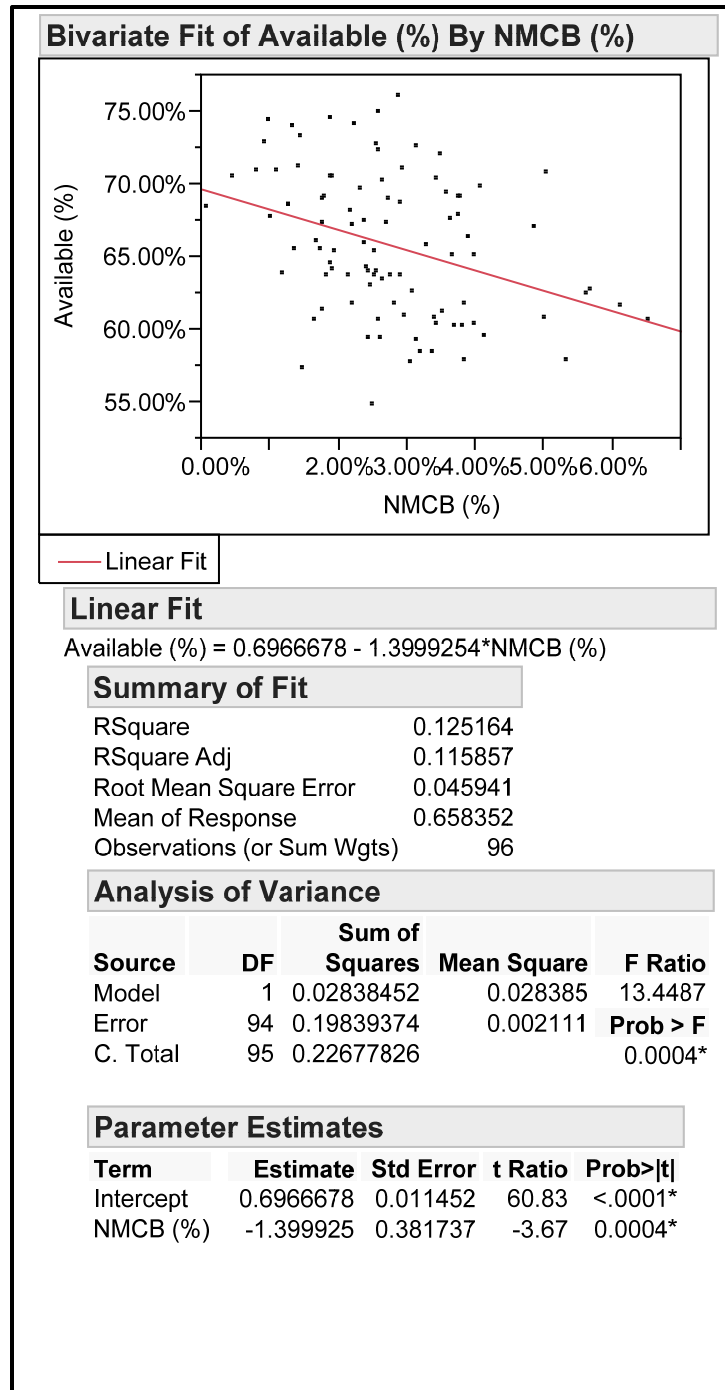 Bivariate Fit of Available (%) By NMCB (%)
75.00%
70.00%
65.00%
60.00%
55.00%
Available (%)
0.00% 2.00%3.00%4.00%5.00%6.00%
NMCB (%)
Linear Fit
Linear Fit
Available (%) = 0.6966678 - 1.3999254*NMCB (%)
Summary of Fit
RSquare 0.125164
RSquare Adj 0.115857
Root Mean Square Error 0.045941
Mean of Response 0.658352
Observations (or Sum Wgts) 96
Analysis of Variance
Sum of
Source DF Squares Mean Square F Ratio
Model 1 0.02838452 0.028385 13.4487
Error 94 0.19839374 0.002111 Prob > F
C. Total 95 0.22677826 0.0004*
Parameter Estimates
Term Estimate Std Error t Ratio Prob>|t|
Intercept 0.6966678 0.011452 60.83 <.0001*
NMCB (%) -1.399925 0.381737 -3.67 0.0004*